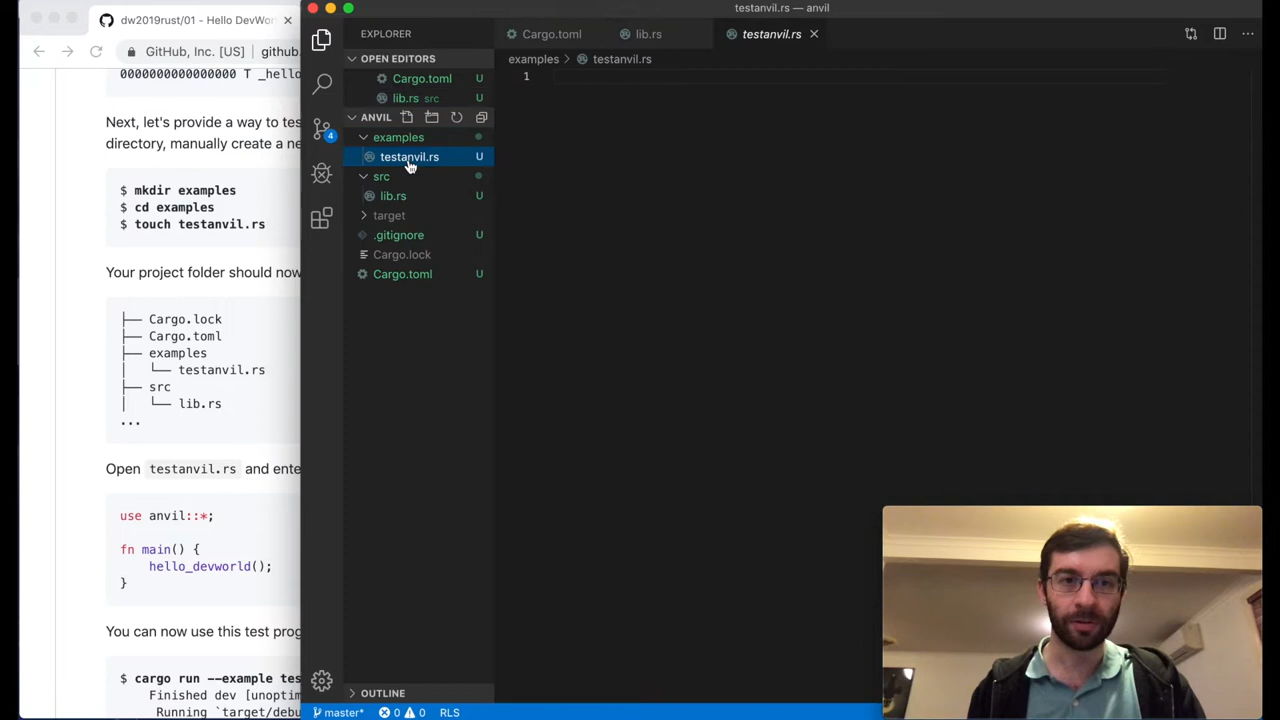 dw2019rust/01 - Hello DevWor
GitHub, Inc. [US]
github.
0000000000000000 T _hello
Next, let's provide a way to tes
directory, manually create a ne
$ mkdir examples
$ cd examples
$ touch testanvil.rs
Your project folder should now
├── Cargo.lock
├── Cargo.toml
├── examples
│   └── testanvil.rs
├── src
│   └── lib.rs
...
Open testanvil.rs and ente
use anvil::*;
fn main() {
    hello_devworld();
}
You can now use this test prog
$ cargo run --example tes
Finished dev [unoptim
Running `target/debu
testanvil.rs — anvil
EXPLORER
OPEN EDITORS
Cargo.toml U
lib.rs src U
ANVIL
examples
testanvil.rs U
src
lib.rs U
target
.gitignore U
Cargo.lock
Cargo.toml U
OUTLINE
4
Cargo.toml
lib.rs
testanvil.rs
examples > testanvil.rs
1
master* 0 0 RLS